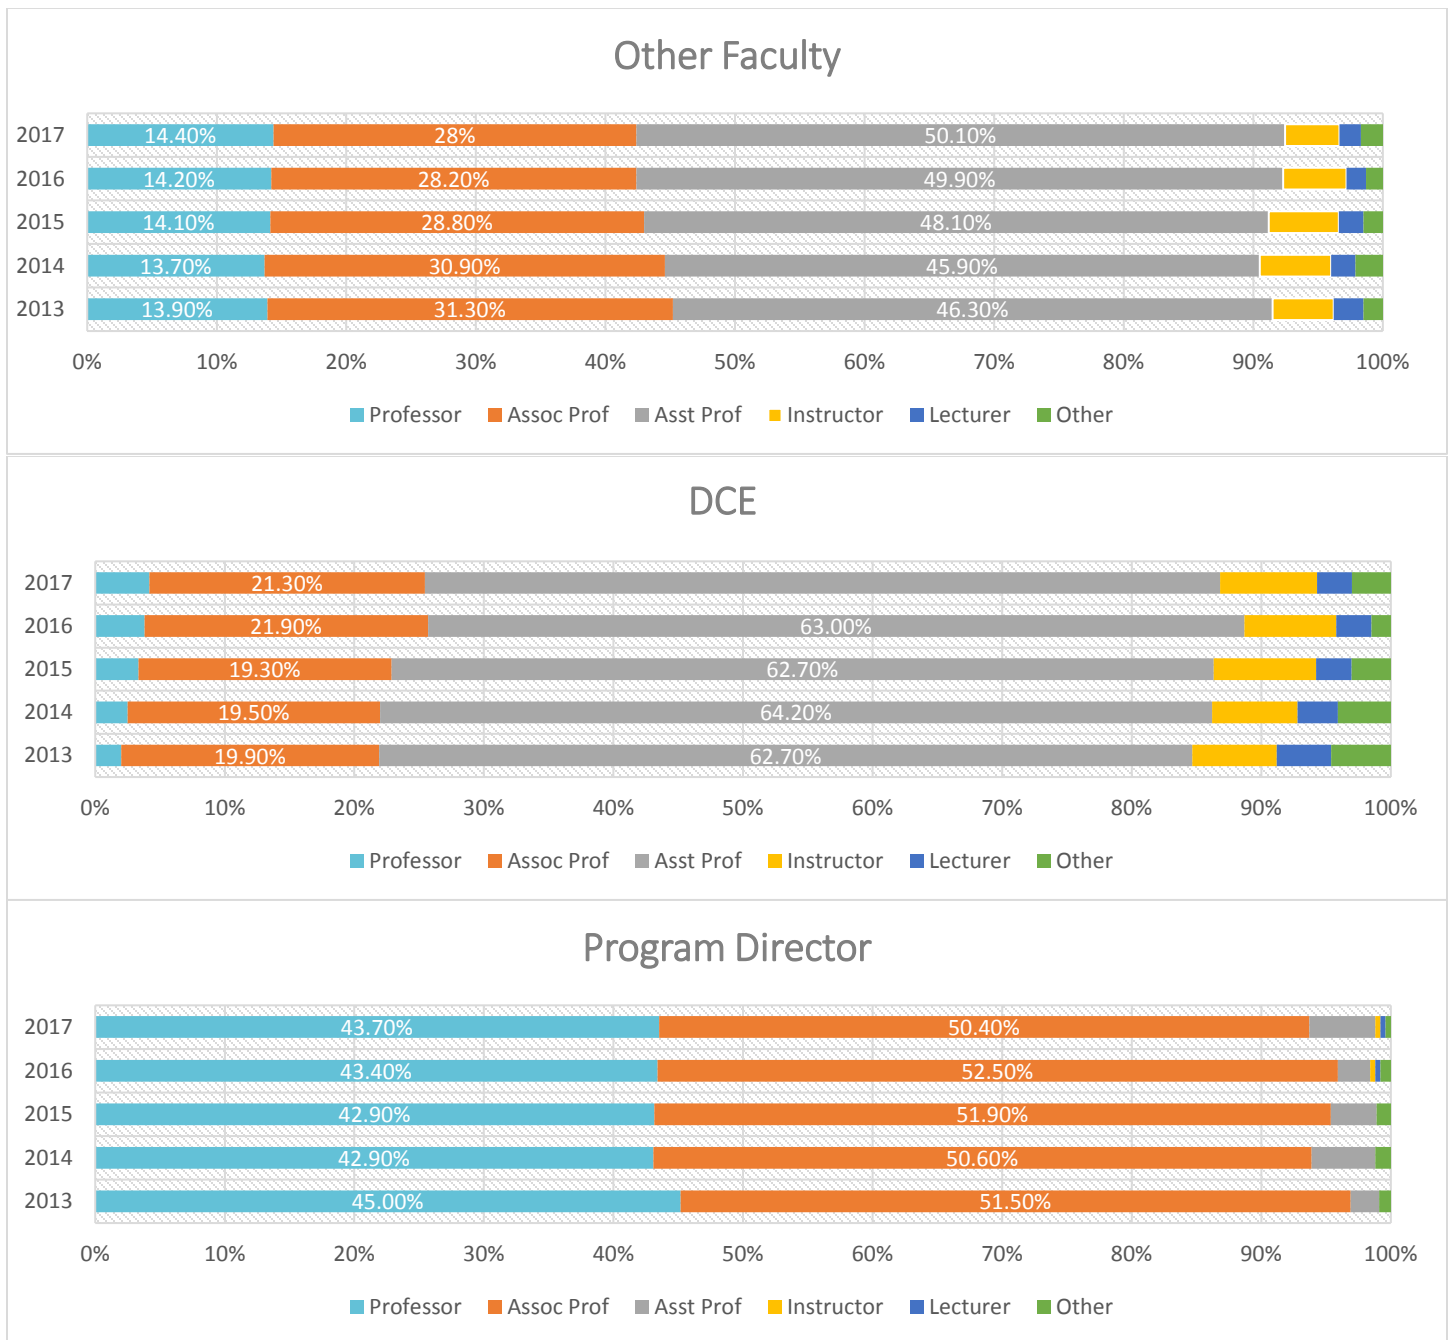 Other Faculty
2017 14.40% 28% 50.10%
2016 14.20% 28.20% 49.90%
2015 14.10% 28.80% 48.10%
2014 13.70% 30.90% 45.90%
2013 13.90% 31.30% 46.30%
0% 10% 20% 30% 40% 50% 60% 70% 80% 90% 100%
Professor Assoc Prof Asst Prof Instructor Lecturer Other
DCE
2017 21.30%
2016 21.90% 63.00%
2015 19.30% 62.70%
2014 19.50% 64.20%
2013 19.90% 62.70%
0% 10% 20% 30% 40% 50% 60% 70% 80% 90% 100%
Professor Assoc Prof Asst Prof Instructor Lecturer Other
Program Director
2017 43.70% 50.40%
2016 43.40% 52.50%
2015 42.90% 51.90%
2014 42.90% 50.60%
2013 45.00% 51.50%
0% 10% 20% 30% 40% 50% 60% 70% 80% 90% 100%
Professor Assoc Prof Asst Prof Instructor Lecturer Other